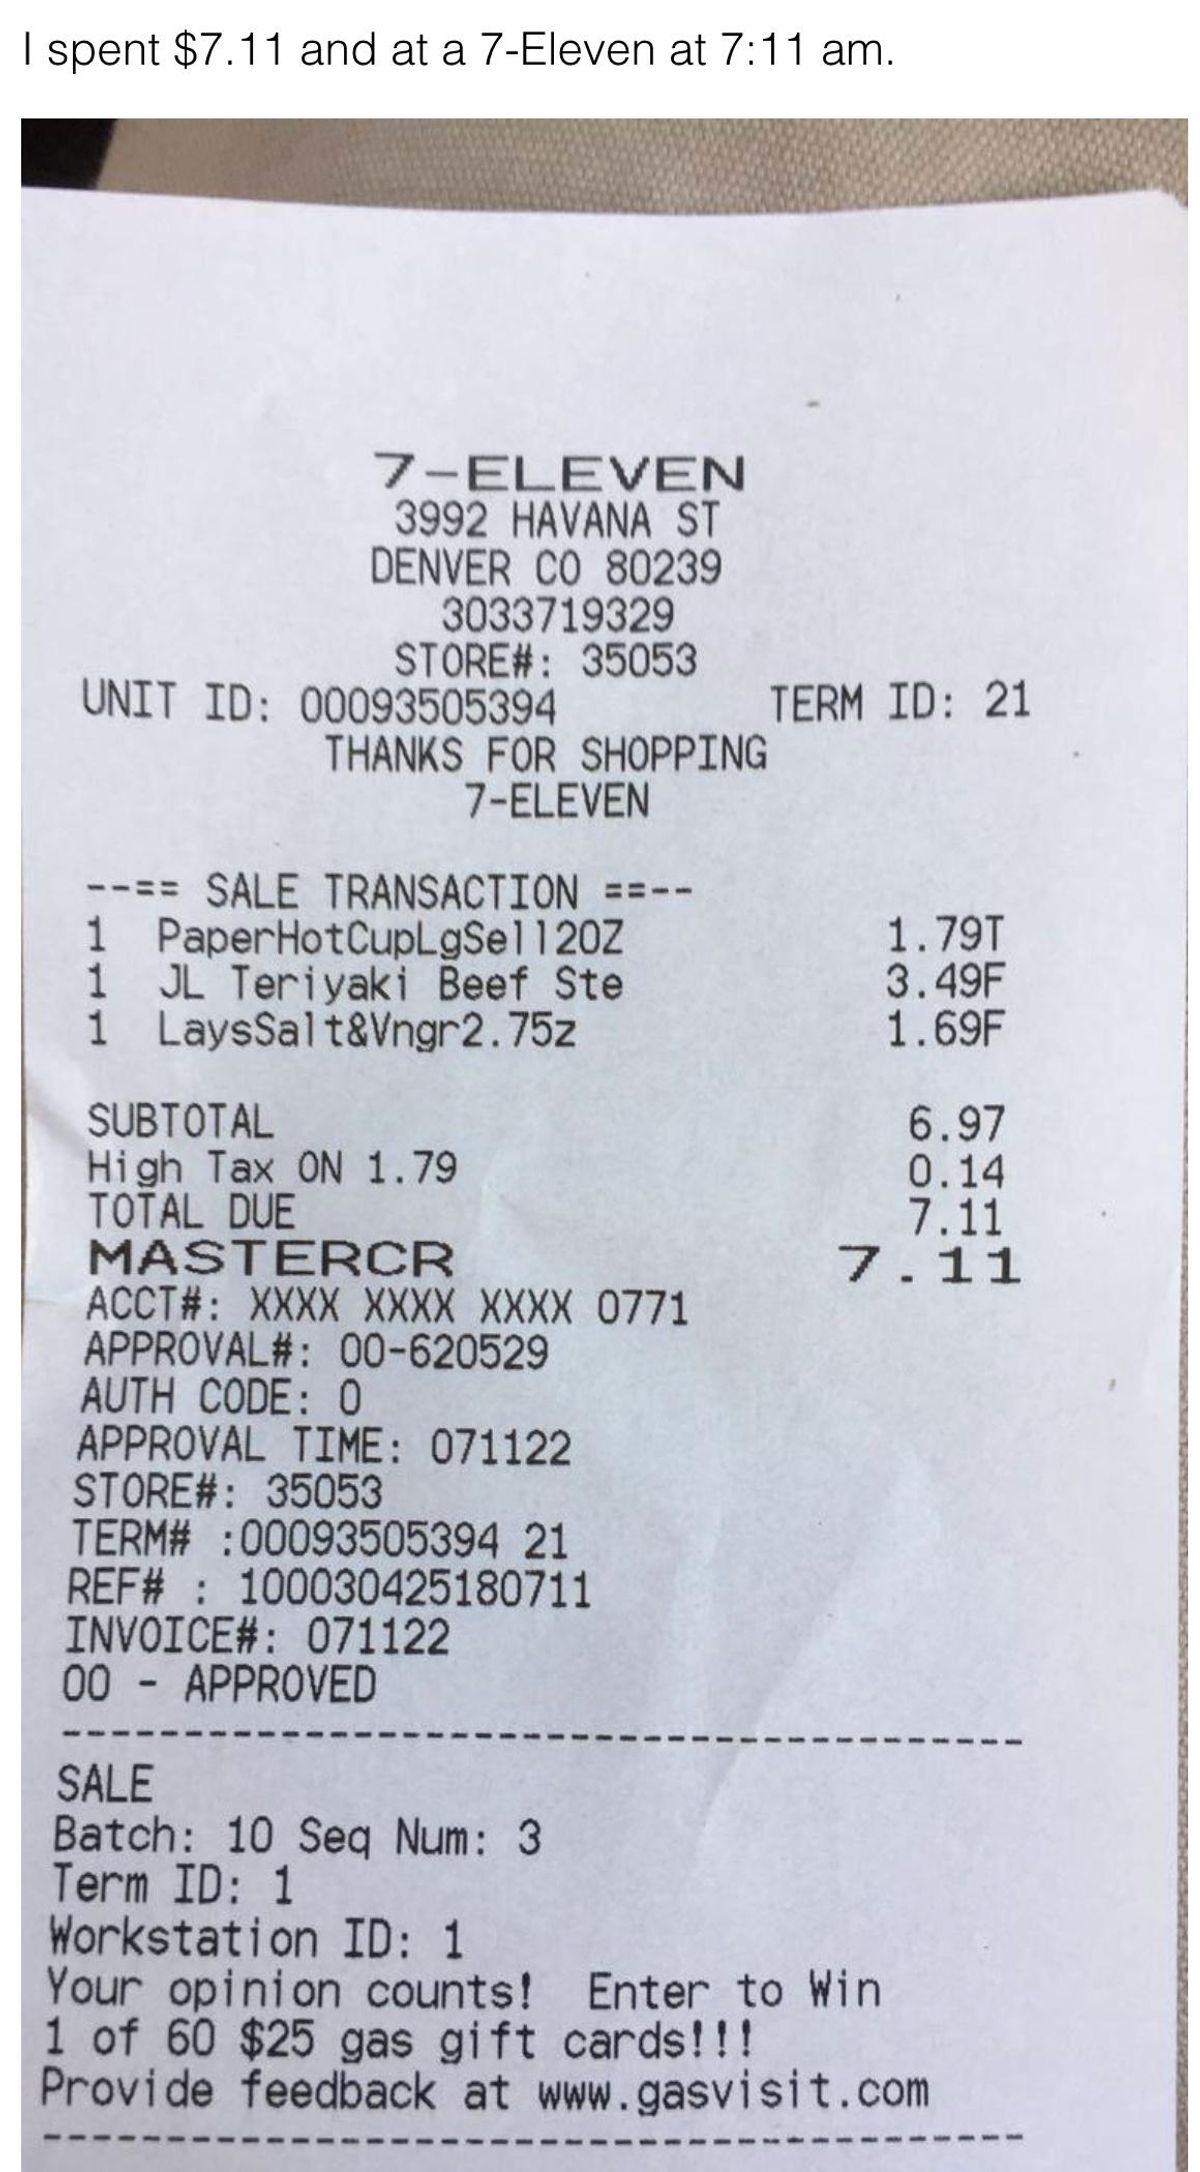 I spent $7.11 and at a 7-Eleven at 7:11 am.
7-ELEVEN
3992 HAVANA ST
DENVER CO 80239
3033719329
STORE#: 35053
UNIT ID: 00093505394 TERM ID: 21
THANKS FOR SHOPPING
7-ELEVEN
--== SALE TRANSACTION ==--
1 PaperHotCupLgSell20Z 1.79T
1 JL Teriyaki Beef Ste 3.49F
1 LaysSalt&Vngr2.75z 1.69F
SUBTOTAL 6.97
High Tax ON 1.79 0.14
TOTAL DUE 7.11
MASTERCR 7.11
ACCT#: XXXX XXXX XXXX 0771
APPROVAL#: 00-620529
AUTH CODE: 0
APPROVAL TIME: 071122
STORE#: 35053
TERM# :00093505394 21
REF# : 100030425180711
INVOICE#: 071122
00 - APPROVED
----------------------------------------
SALE
Batch: 10 Seq Num: 3
Term ID: 1
Workstation ID: 1
Your opinion counts! Enter to Win
1 of 60 $25 gas gift cards!!!
Provide feedback at www.gasvisit.com
----------------------------------------